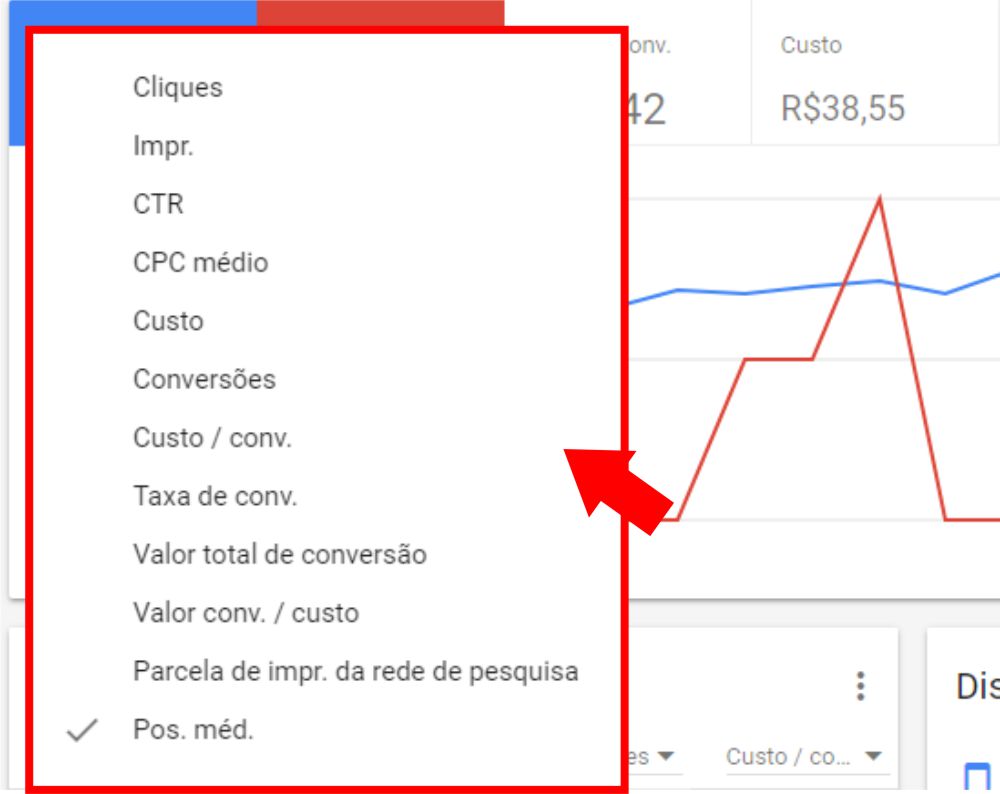 Cliques
Impr.
CTR
CPC médio
Custo
Conversões
Custo / conv.
Taxa de conv.
Valor total de conversão
Valor conv. / custo
Parcela de impr. da rede de pesquisa
Pos. méd.
onv.
42
Custo
R$38,55
es
Custo / co...
Dis